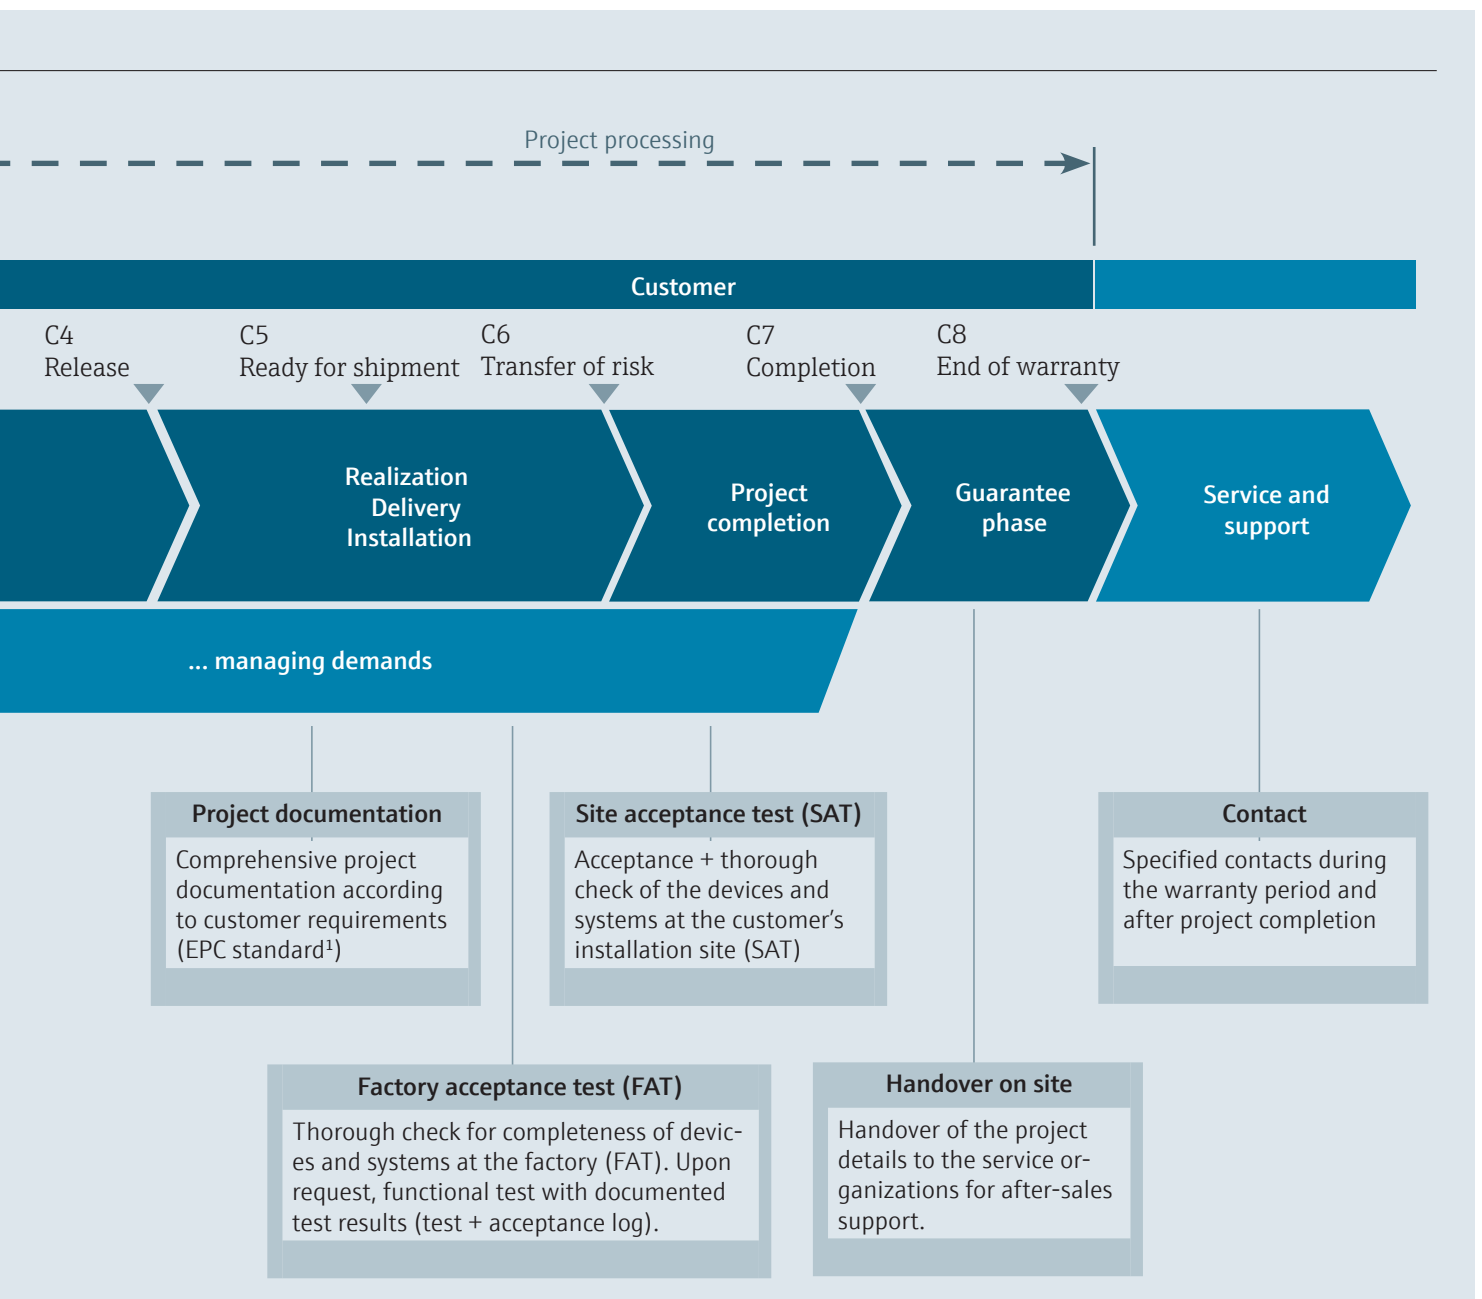 Project processing
Customer
C4
Release
C5
Ready for shipment
C6
Transfer of risk
C7
Completion
C8
End of warranty
Realization
Delivery
Installation
Project
completion
Guarantee
phase
Service and
support
... managing demands
Project documentation
Comprehensive project
documentation according
to customer requirements
(EPC standard¹)
Site acceptance test (SAT)
Acceptance + thorough
check of the devices and
systems at the customer’s
installation site (SAT)
Contact
Specified contacts during
the warranty period and
after project completion
Factory acceptance test (FAT)
Thorough check for completeness of devic-
es and systems at the factory (FAT). Upon
request, functional test with documented
test results (test + acceptance log).
Handover on site
Handover of the project
details to the service or-
ganizations for after-sales
support.